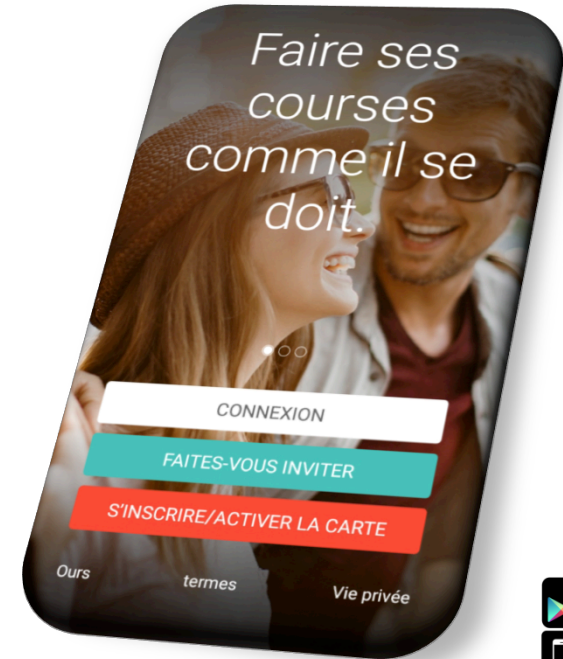 Faire ses
courses
comme il se
doit.
CONNEXION
FAITES-VOUS INVITER
S'INSCRIRE/ACTIVER LA CARTE
Ours termes Vie privée